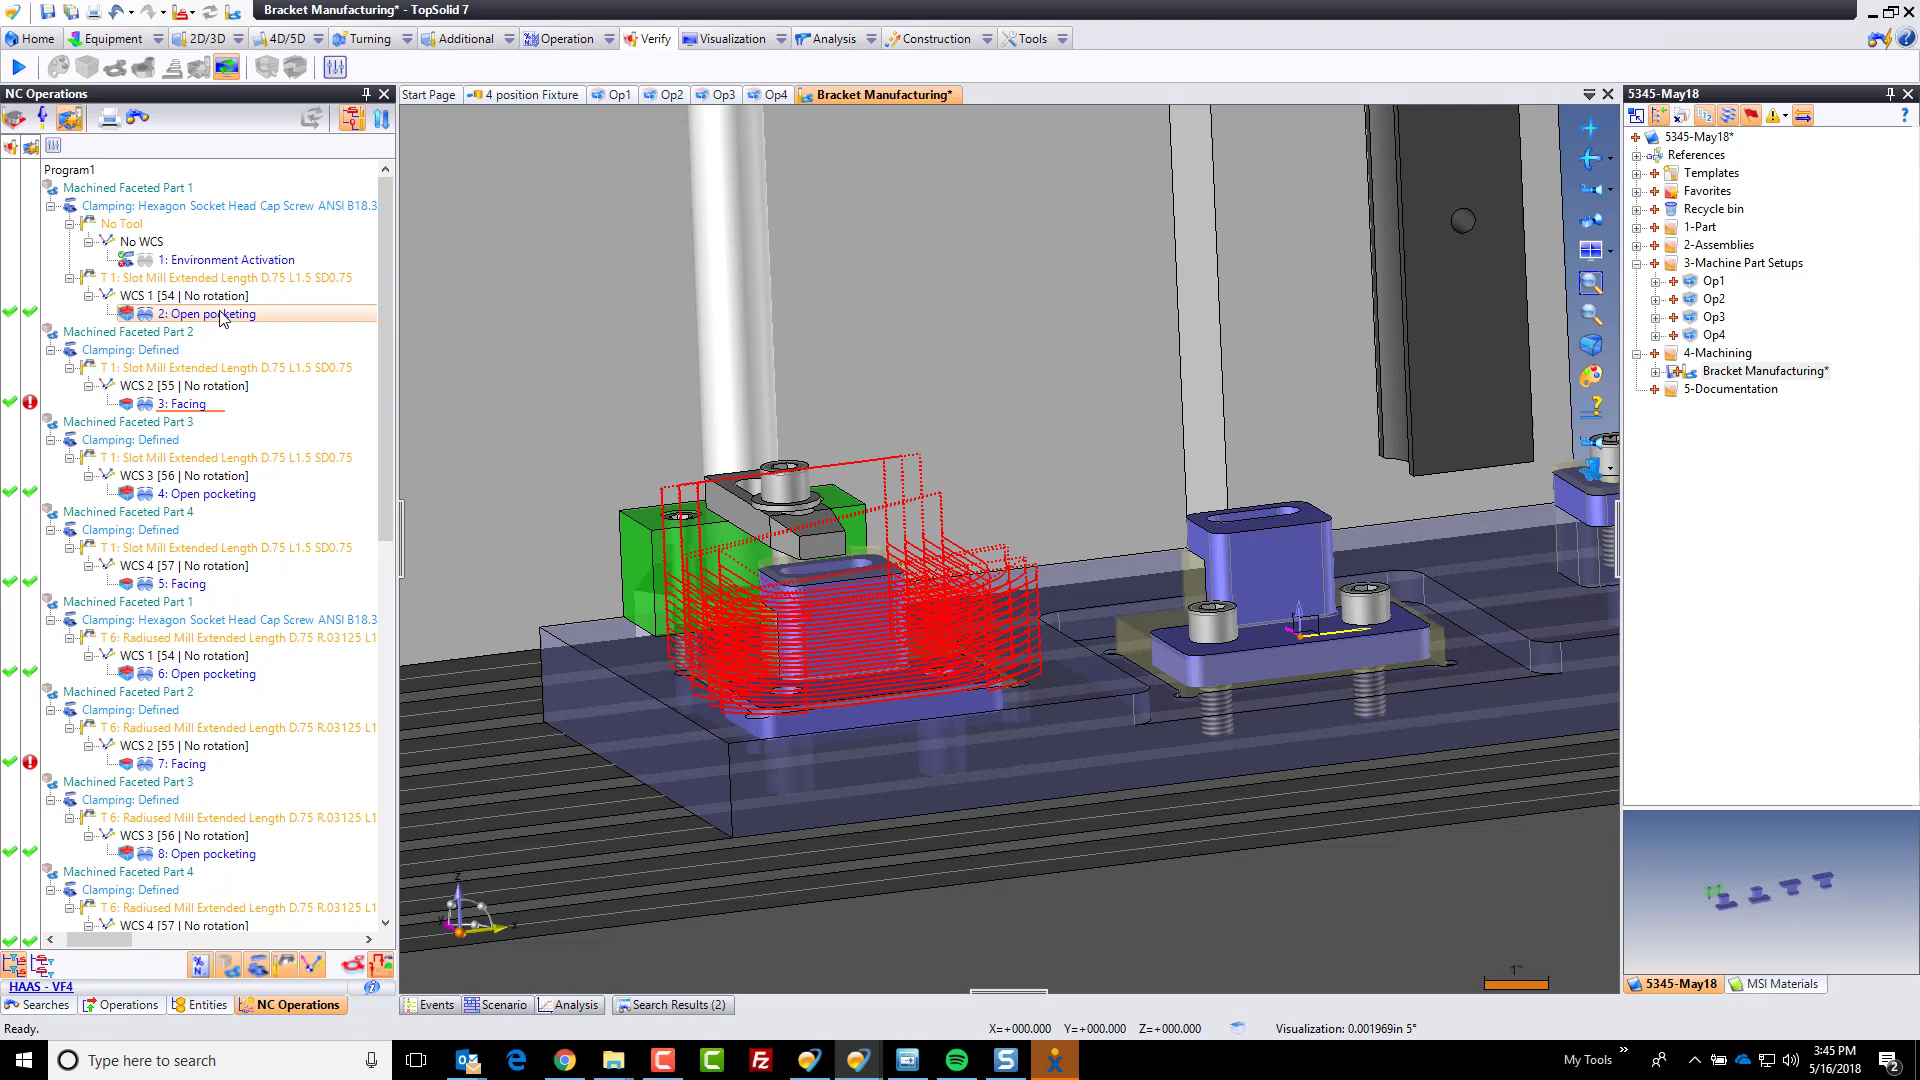 Bracket Manufacturing* - TopSolid 7
Home Equipment 2D/3D 4D/5D Turning Additional Operation Verify Visualization Analysis Construction Tools
NC Operations
Start Page 4 position Fixture Op1 Op2 Op3 Op4 Bracket Manufacturing*
5345-May18
Program1
Machined Faceted Part 1
Clamping: Hexagon Socket Head Cap Screw ANSI B18.3
No Tool
No WCS
1: Environment Activation
T 1: Slot Mill Extended Length D.75 L1.5 SD0.75
WCS 1 [54 | No rotation]
2: Open pocketing
Machined Faceted Part 2
Clamping: Defined
T 1: Slot Mill Extended Length D.75 L1.5 SD0.75
WCS 2 [55 | No rotation]
3: Facing
Machined Faceted Part 3
Clamping: Defined
T 1: Slot Mill Extended Length D.75 L1.5 SD0.75
WCS 3 [56 | No rotation]
4: Open pocketing
Machined Faceted Part 4
Clamping: Defined
T 1: Slot Mill Extended Length D.75 L1.5 SD0.75
WCS 4 [57 | No rotation]
5: Facing
Machined Faceted Part 1
Clamping: Hexagon Socket Head Cap Screw ANSI B18.3
T 6: Radiused Mill Extended Length D.75 R.03125 L1
WCS 1 [54 | No rotation]
6: Open pocketing
Machined Faceted Part 2
Clamping: Defined
T 6: Radiused Mill Extended Length D.75 R.03125 L1
WCS 2 [55 | No rotation]
7: Facing
Machined Faceted Part 3
Clamping: Defined
T 6: Radiused Mill Extended Length D.75 R.03125 L1
WCS 3 [56 | No rotation]
8: Open pocketing
Machined Faceted Part 4
Clamping: Defined
T 6: Radiused Mill Extended Length D.75 R.03125 L1
WCS 4 [57 | No rotation]
HAAS - VF4
Searches Operations Entities NC Operations
z
x
1"
5345-May18*
References
Templates
Favorites
Recycle bin
1-Part
2-Assemblies
3-Machine Part Setups
Op1
Op2
Op3
Op4
4-Machining
Bracket Manufacturing*
5-Documentation
5345-May18 MSI Materials
Events Scenario Analysis Search Results (2)
Ready.
X=+000.000 Y=+000.000 Z=+000.000 Visualization: 0.001969in 5°
Type here to search
My Tools
3:45 PM
5/16/2018
2